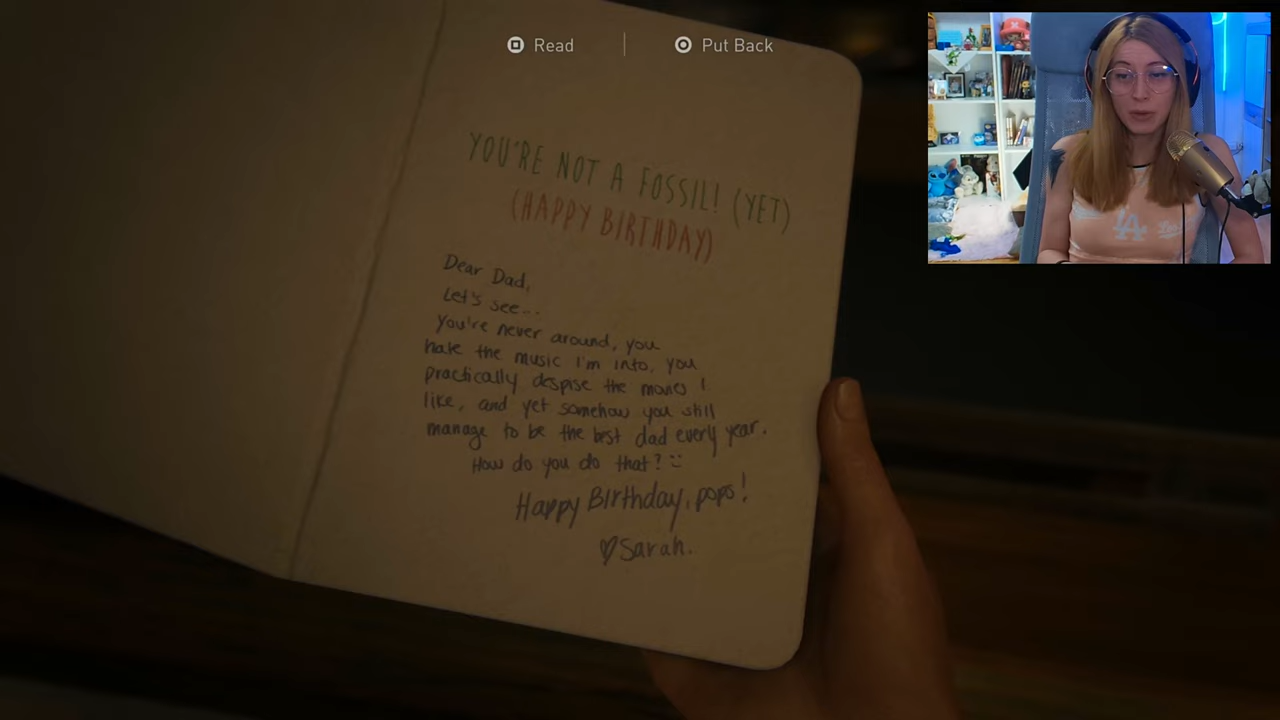 Read
Put Back
YOU'RE NOT A FOSSIL! (YET)
(HAPPY BIRTHDAY)
Dear Dad,
Let's see...
You're never around, you
hate the music I'm into, you
practically despise the movies I
like, and yet somehow you still
manage to be the best dad every year.
How do you do that? :)
Happy Birthday, pops!
♡Sarah.
LA